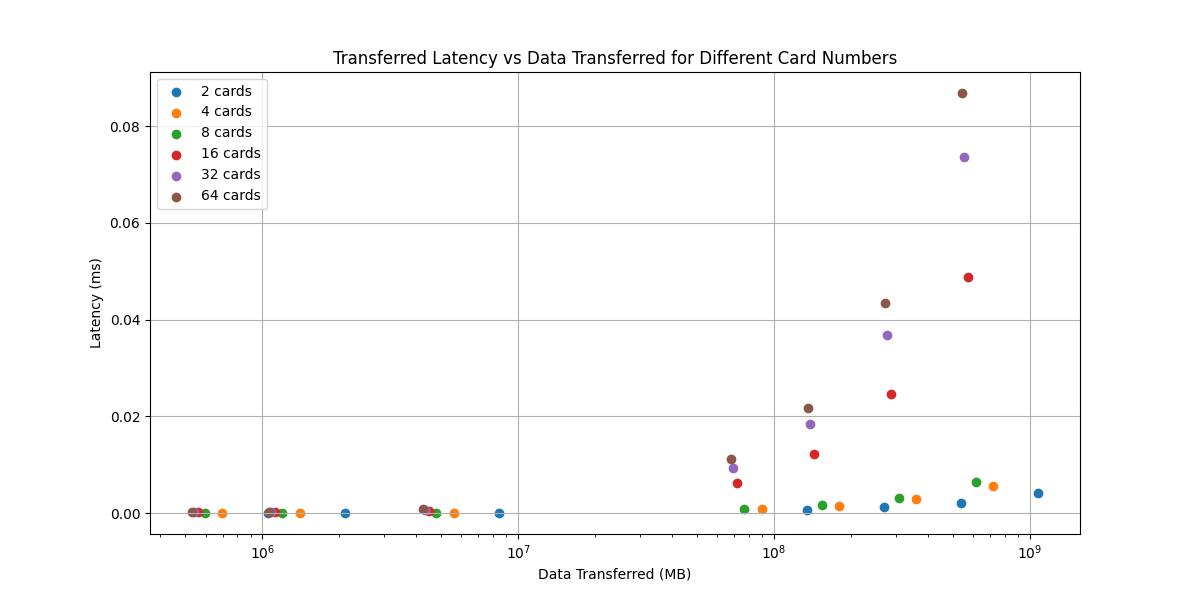 Transferred Latency vs Data Transferred for Different Card Numbers
2 cards
4 cards
8 cards
16 cards
32 cards
64 cards
0.08
0.06
0.04
0.02
0.00
Latency (ms)
10⁶
10⁷
10⁸
10⁹
Data Transferred (MB)